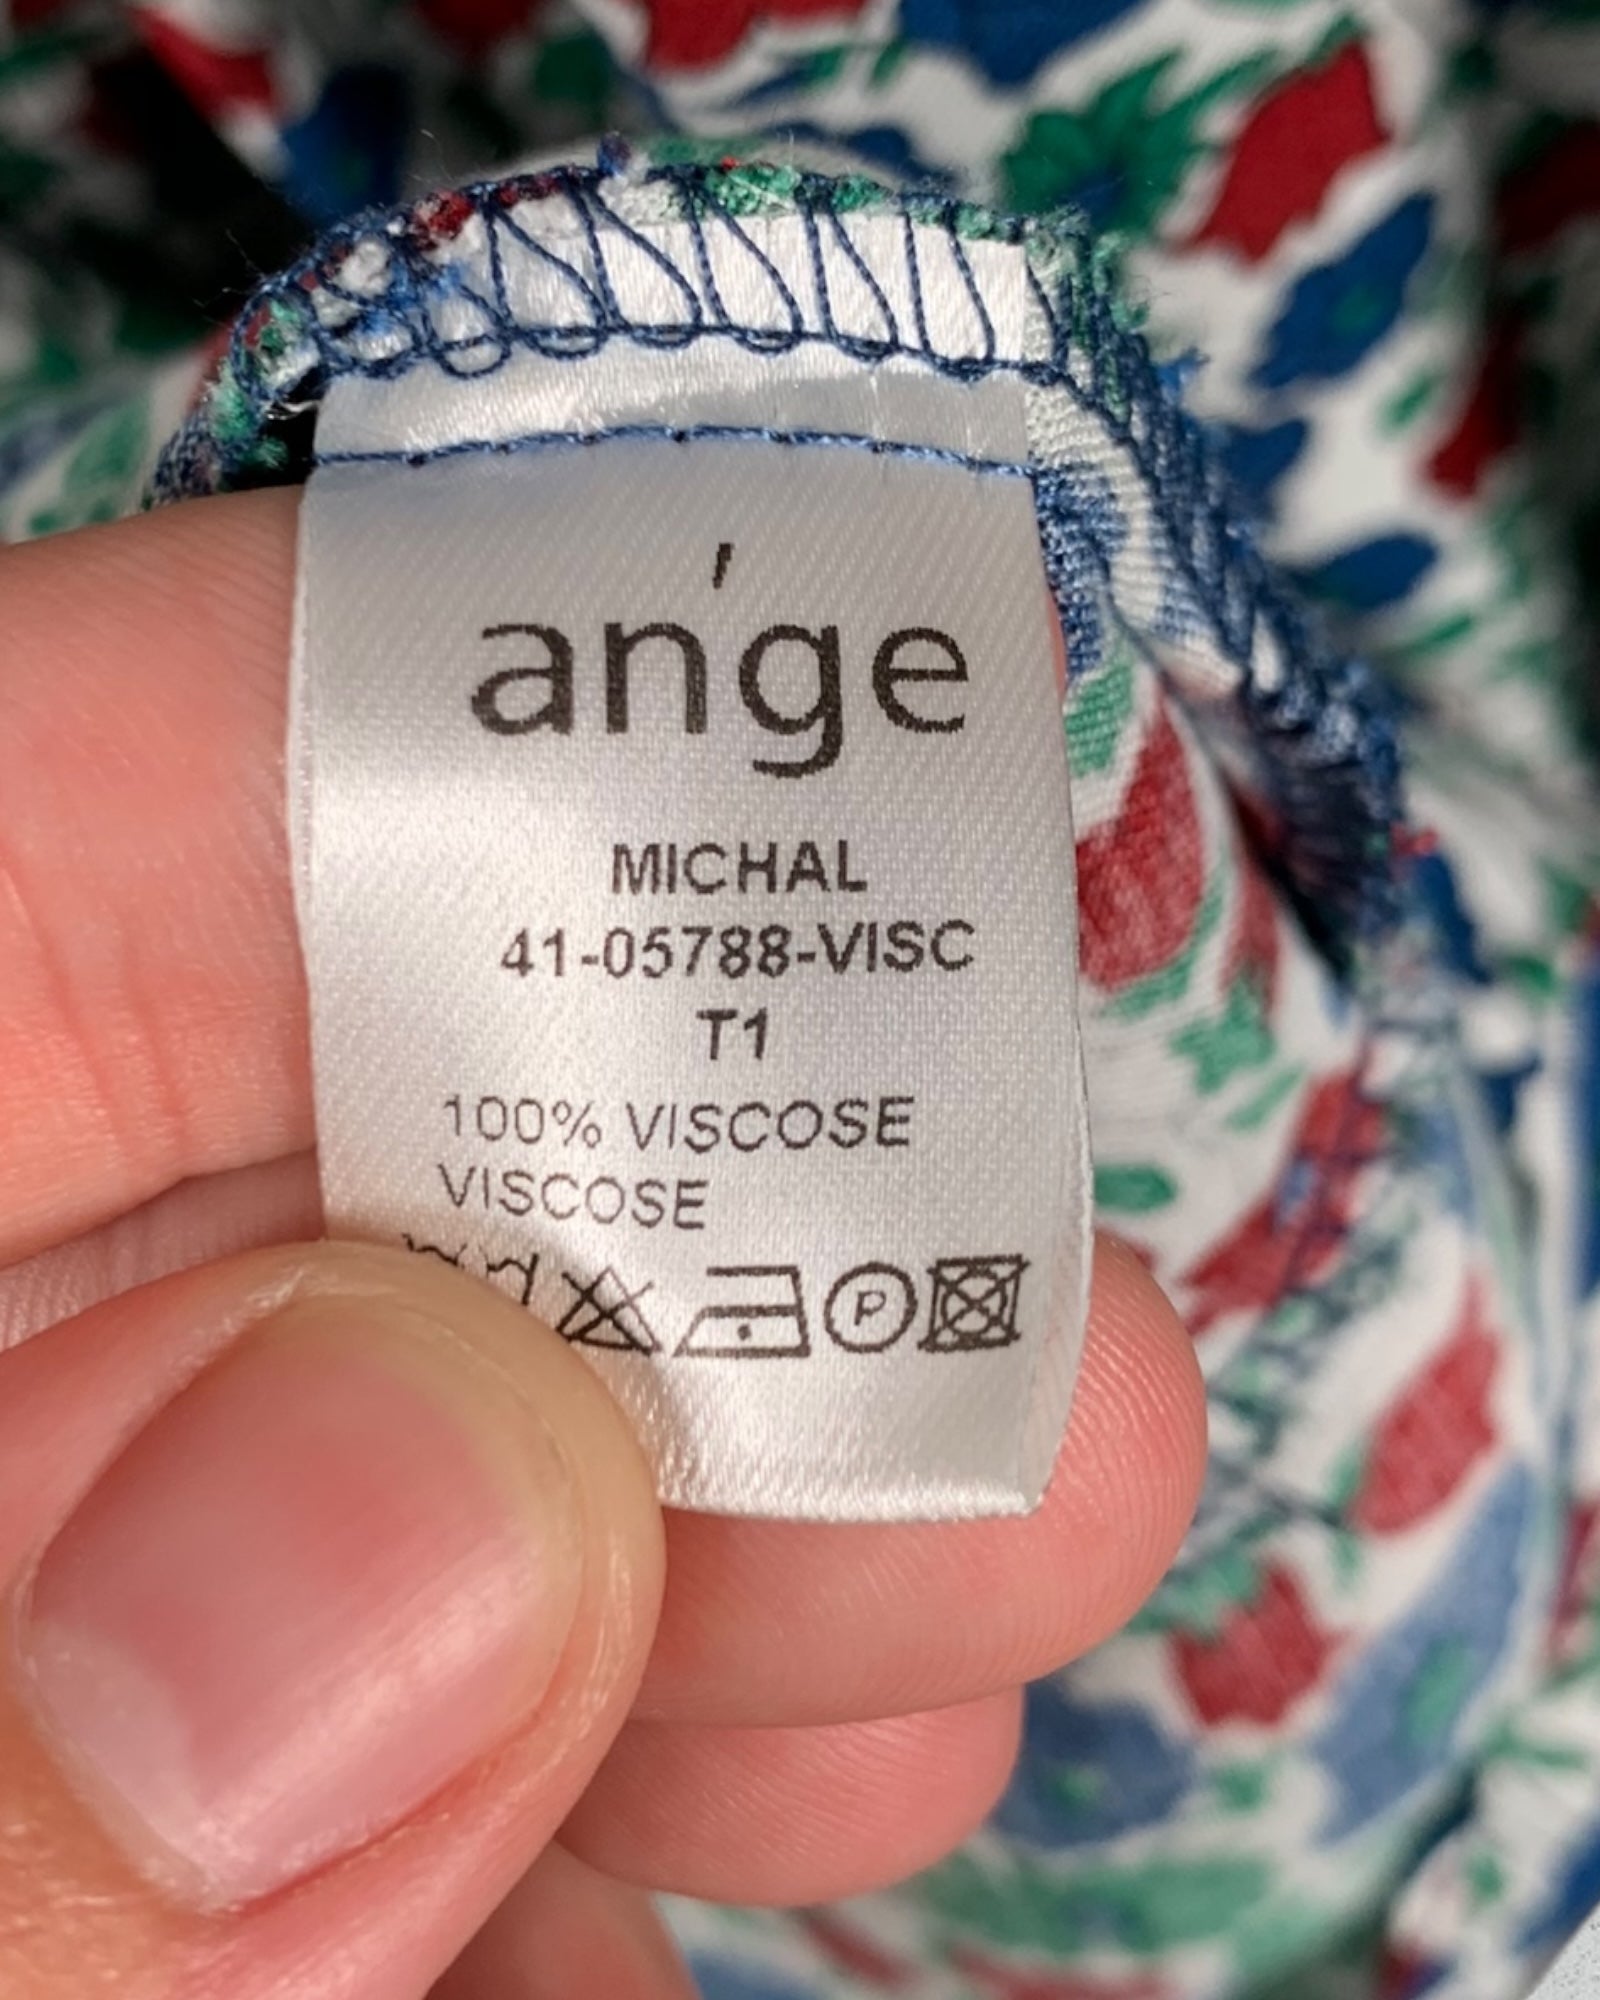 an'ge
MICHAL
41-05788-VISC
T1
100% VISCOSE
VISCOSE
P